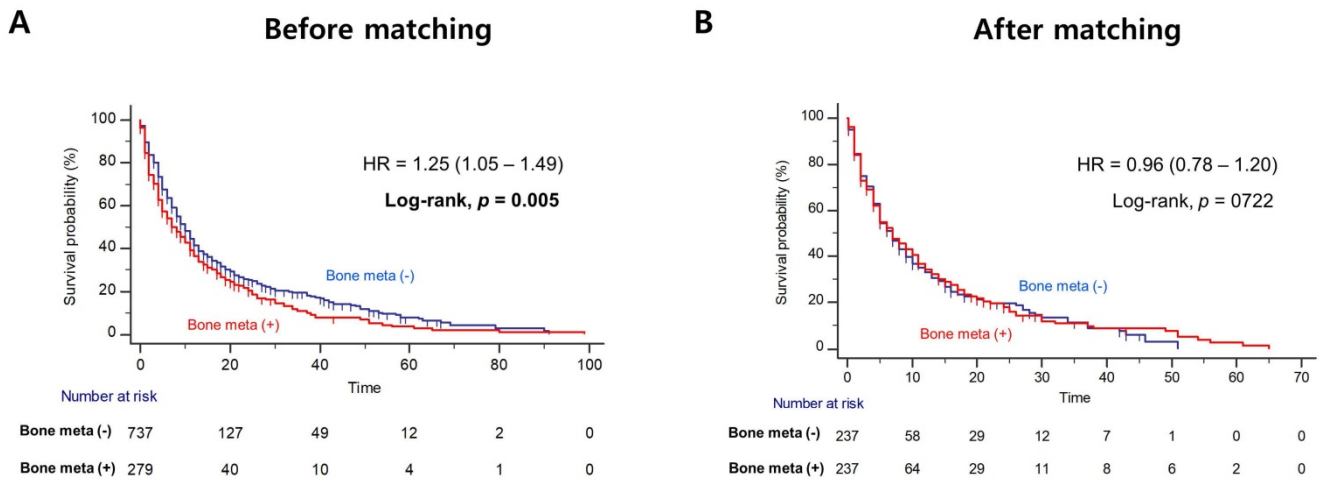 A
Before matching
Survival probability (%)
100
80
60
40
20
0
HR = 1.25 (1.05 – 1.49)
Log-rank, p = 0.005
Bone meta (-)
Bone meta (+)
0 20 40 60 80 100
Time
Number at risk
Bone meta (-) 737 127 49 12 2 0
Bone meta (+) 279 40 10 4 1 0
B
After matching
Survival probability (%)
100
80
60
40
20
0
HR = 0.96 (0.78 – 1.20)
Log-rank, p = 0722
Bone meta (-)
Bone meta (+)
0 10 20 30 40 50 60 70
Time
Number at risk
Bone meta (-) 237 58 29 12 7 1 0 0
Bone meta (+) 237 64 29 11 8 6 2 0